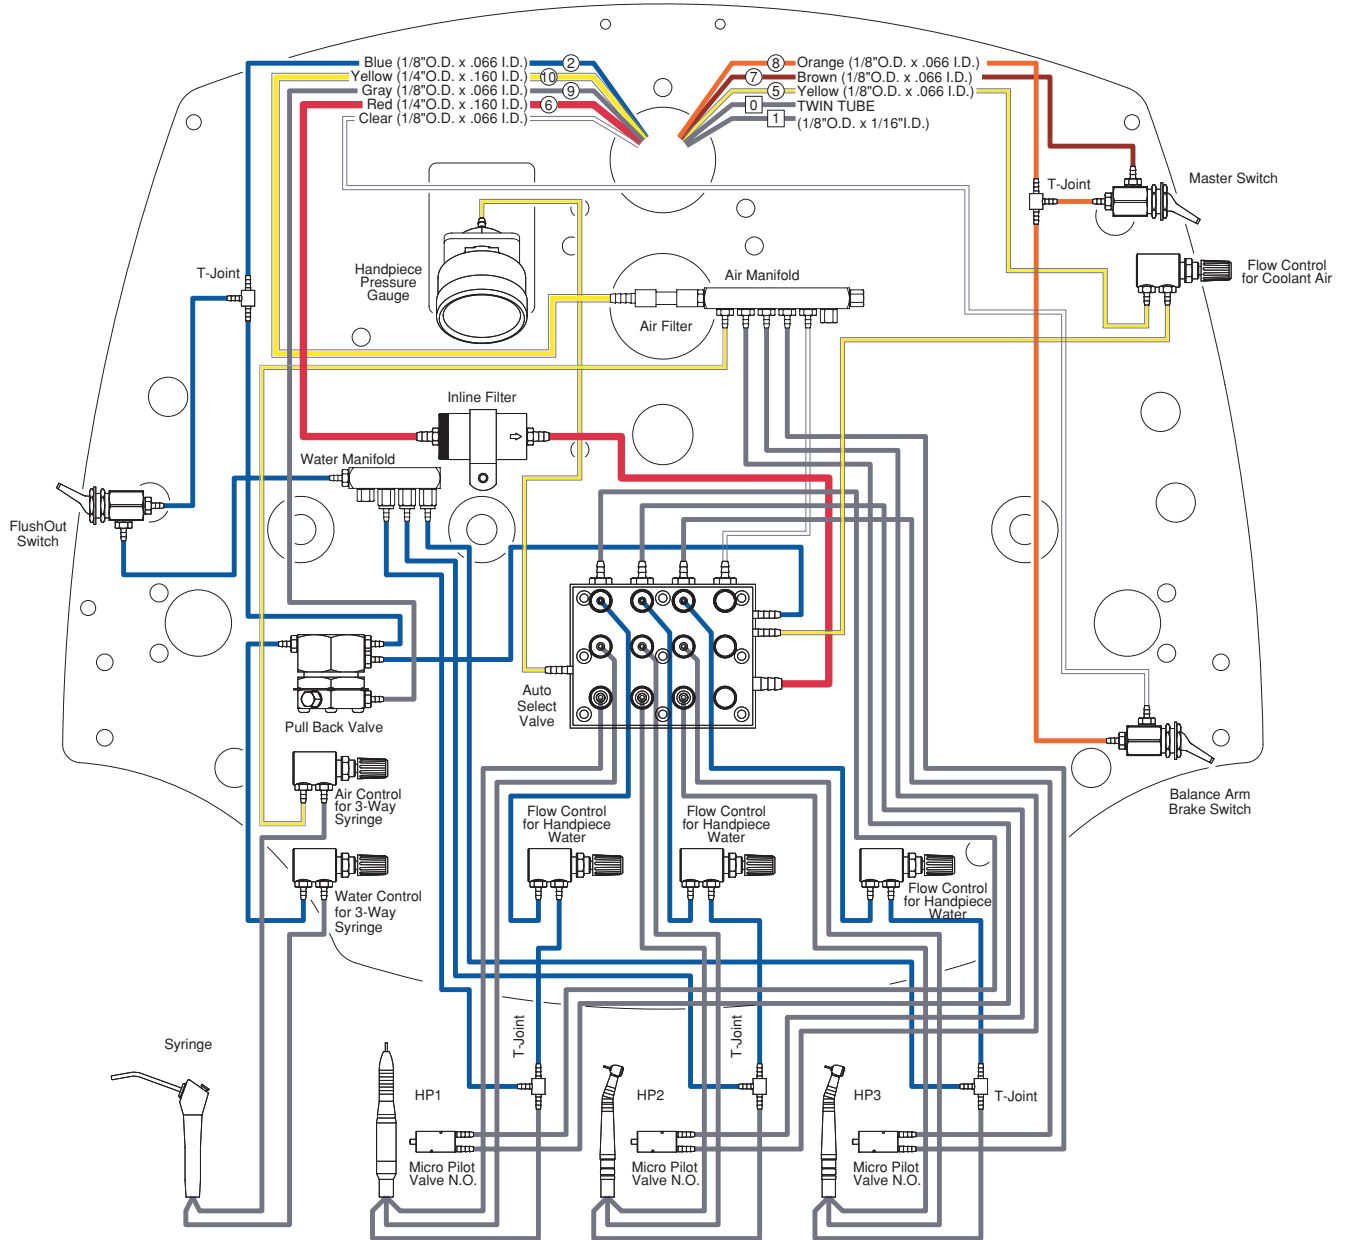 Blue (1/8"O.D. x .066 I.D.) 2
Yellow (1/4"O.D. x .160 I.D.) 10
Gray (1/8"O.D. x .066 I.D.) 9
Red (1/4"O.D. x .160 I.D.) 6
Clear (1/8"O.D. x .066 I.D.)
8 Orange (1/8"O.D. x .066 I.D.)
7 Brown (1/8"O.D. x .066 I.D.)
5 Yellow (1/8"O.D. x .066 I.D.)
0 TWIN TUBE
1 (1/8"O.D. x 1/16"I.D.)
T-Joint
Master Switch
T-Joint
Handpiece
Pressure
Gauge
Air Manifold
Air Filter
Flow Control
for Coolant Air
Inline Filter
Water Manifold
FlushOut
Switch
Pull Back Valve
Auto
Select
Valve
Air Control
for 3-Way
Syringe
Balance Arm
Brake Switch
Flow Control
for Handpiece
Water
Flow Control
for Handpiece
Water
Flow Control
for Handpiece
Water
Water Control
for 3-Way
Syringe
Syringe
T-Joint
T-Joint
T-Joint
HP1
HP2
HP3
Micro Pilot
Valve N.O.
Micro Pilot
Valve N.O.
Micro Pilot
Valve N.O.